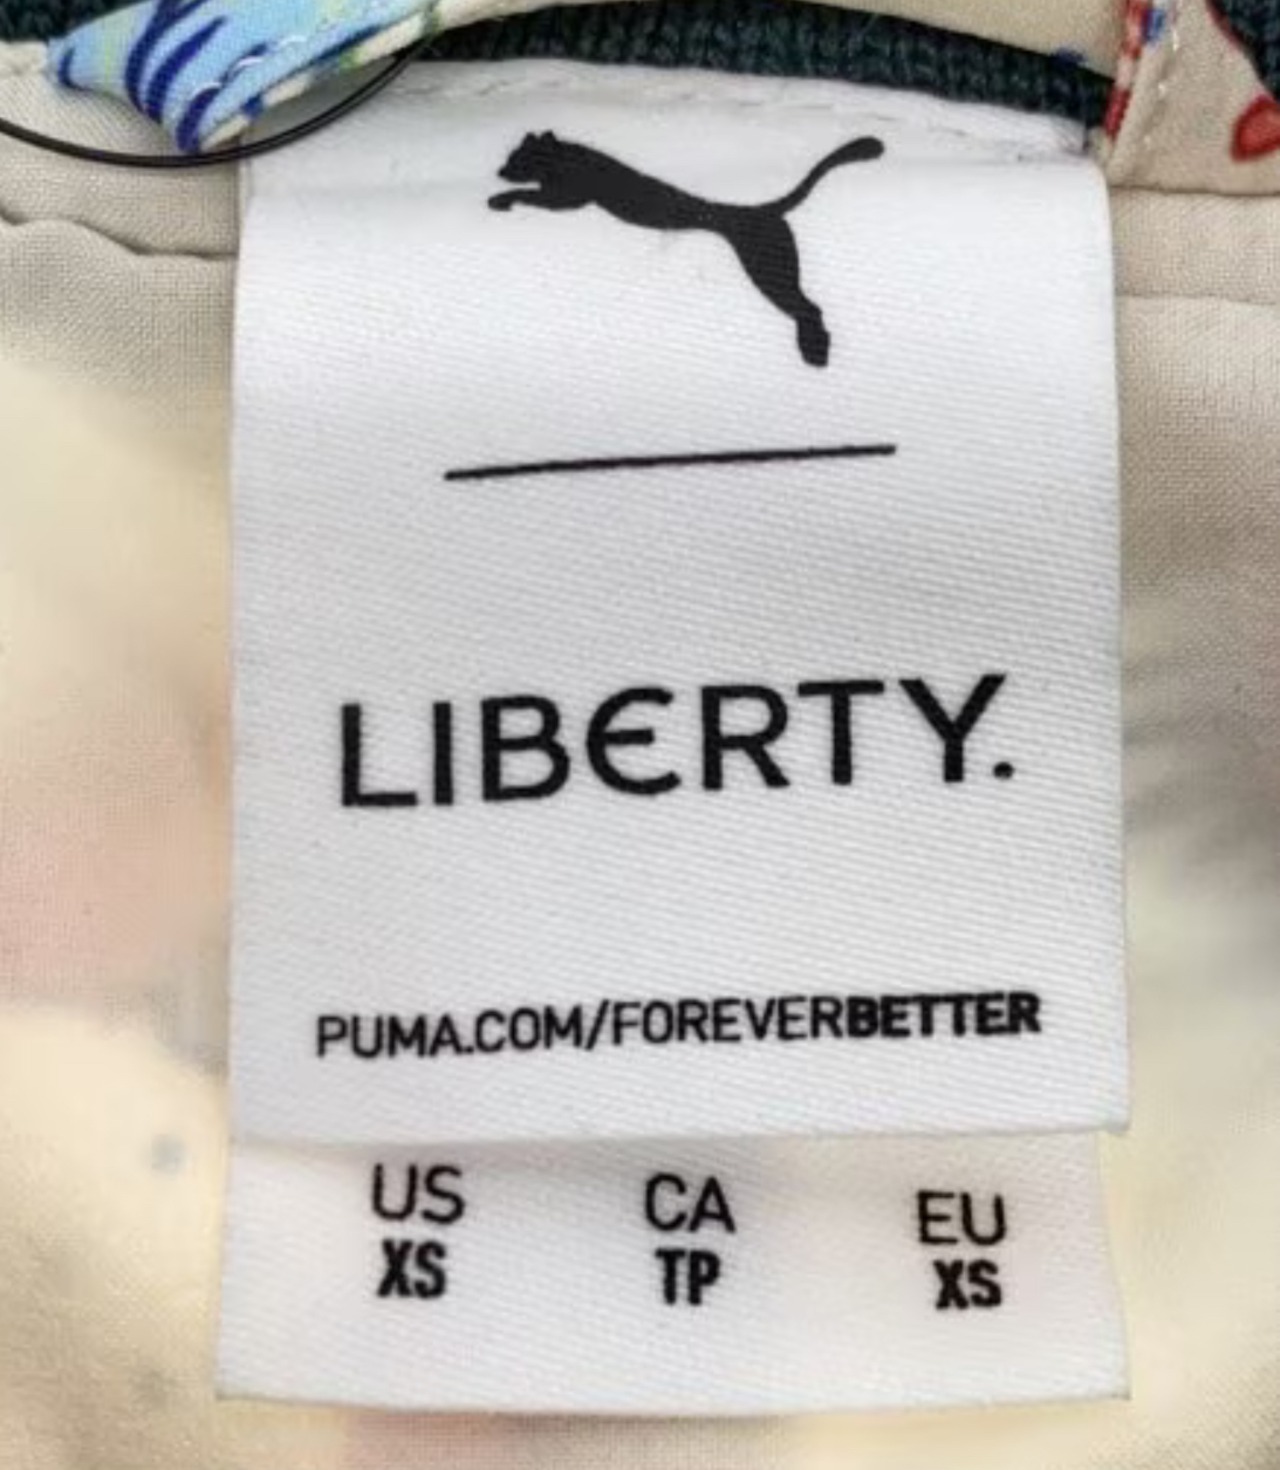 LIBERTY.
PUMA.COM/FOREVERBETTER
US CA EU
XS TP XS